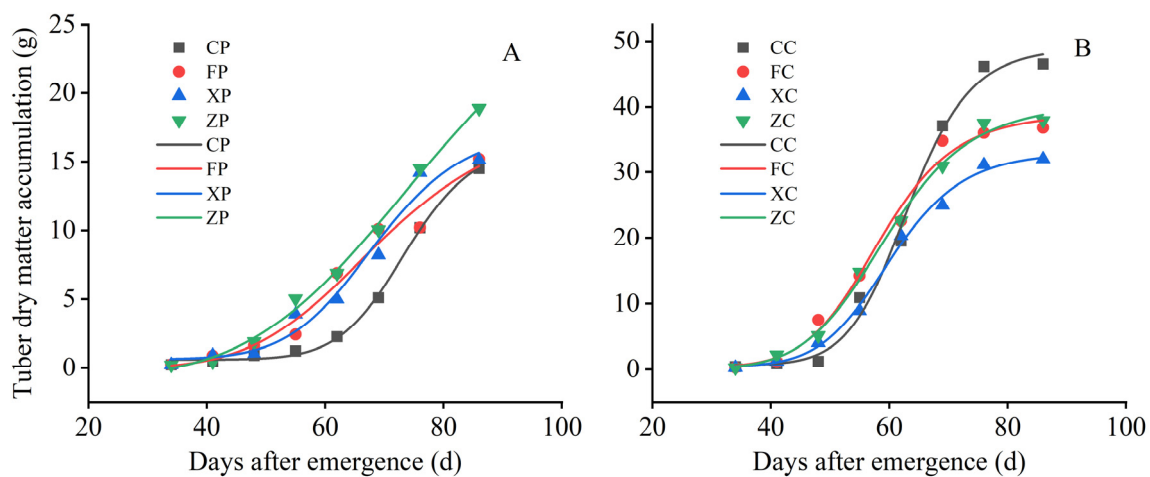 Tuber dry matter accumulation (g)
25
20
15
10
5
0
CP
FP
XP
ZP
CP
FP
XP
ZP
A
20
40
60
80
100
Days after emergence (d)
50
40
30
20
10
0
CC
FC
XC
ZC
CC
FC
XC
ZC
B
20
40
60
80
100
Days after emergence (d)